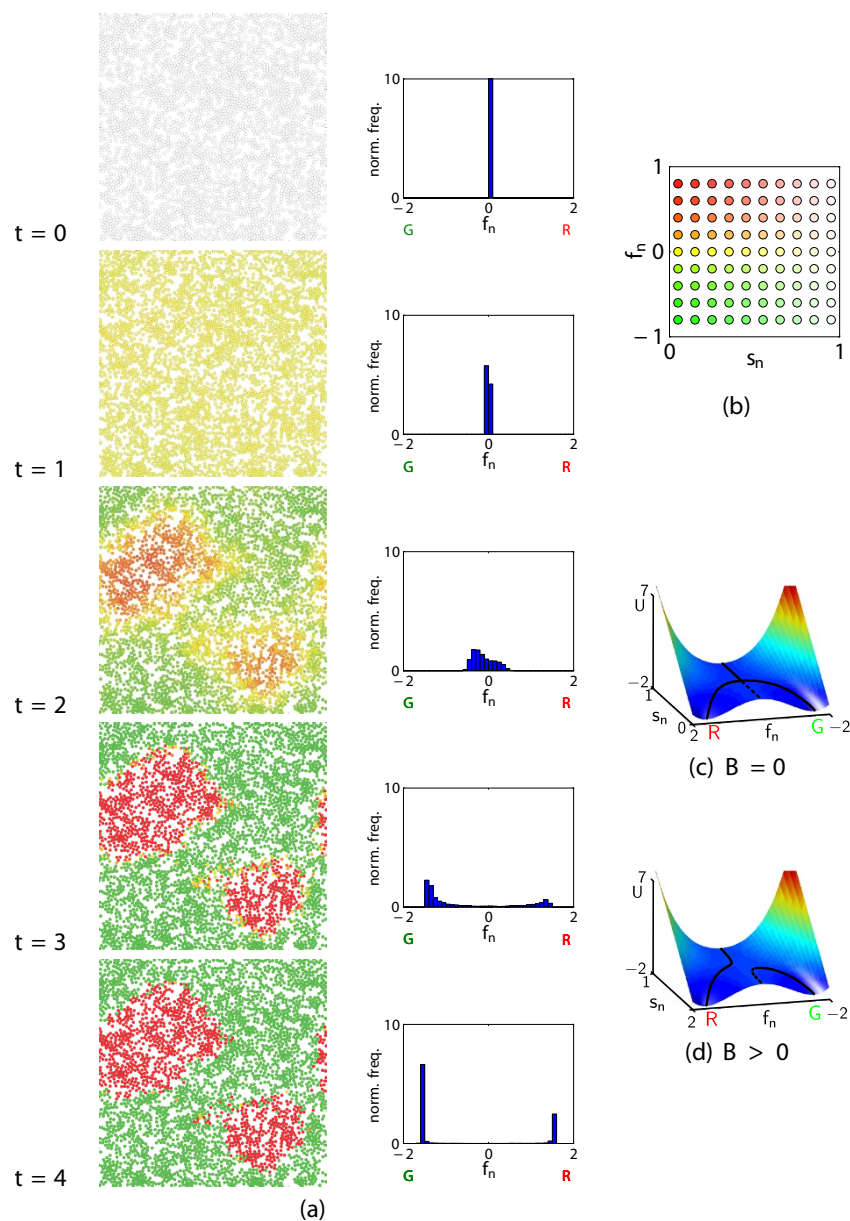 t = 0
norm. freq.
10
0
−2
0
2
f_n
G
R
t = 1
norm. freq.
10
0
−2
0
2
f_n
G
R
t = 2
norm. freq.
10
0
−2
0
2
f_n
G
R
t = 3
norm. freq.
10
0
−2
0
2
f_n
G
R
t = 4
norm. freq.
10
0
−2
0
2
f_n
G
R
(a)
1
f_n
0
−1
0
s_n
1
(b)
7
U
−2
1
s_n
0
2
R
f_n
G
−2
(c) B = 0
7
U
−2
1
s_n
2
R
f_n
G
−2
(d) B > 0